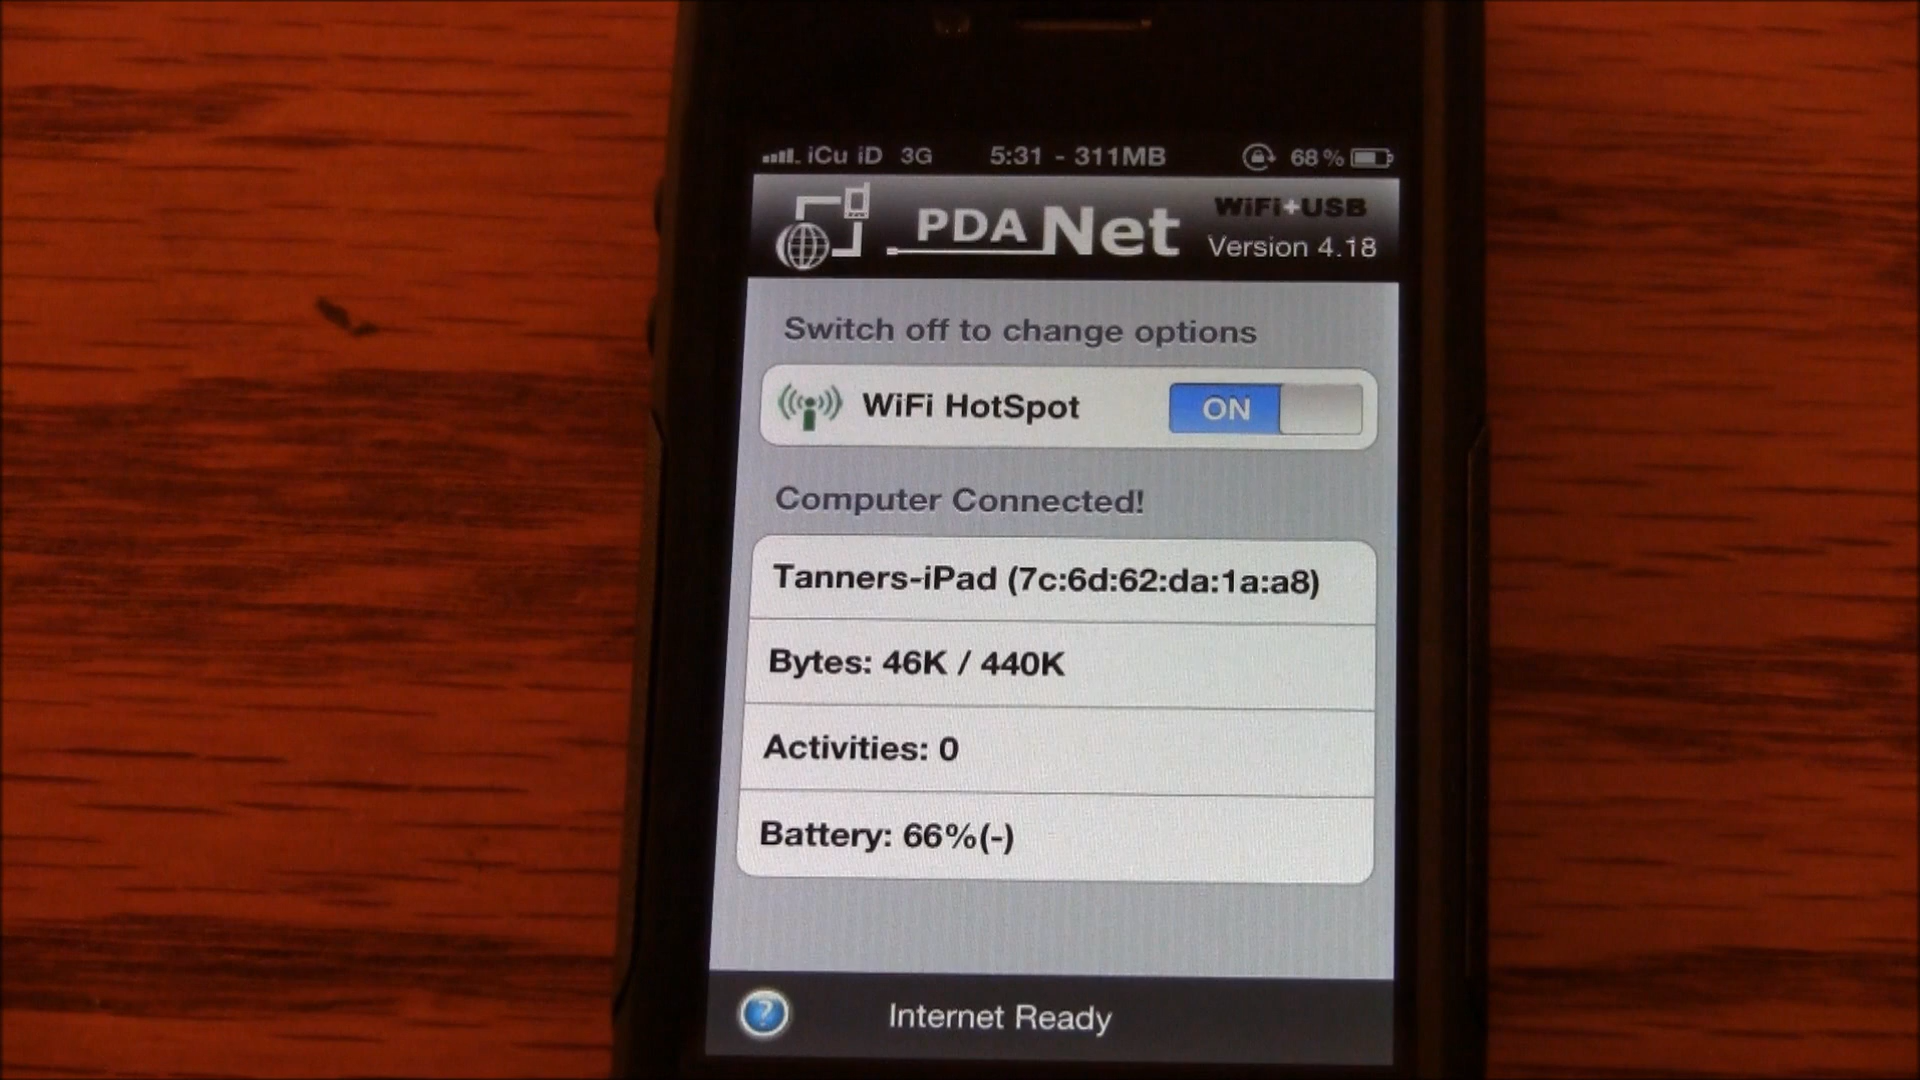 iCu iD 3G 5:31 - 311MB 68%
PDANet WiFi+USB
Version 4.18
Switch off to change options
WiFi HotSpot ON
Computer Connected!
Tanners-iPad (7c:6d:62:da:1a:a8)
Bytes: 46K / 440K
Activities: 0
Battery: 66%(-)
? Internet Ready